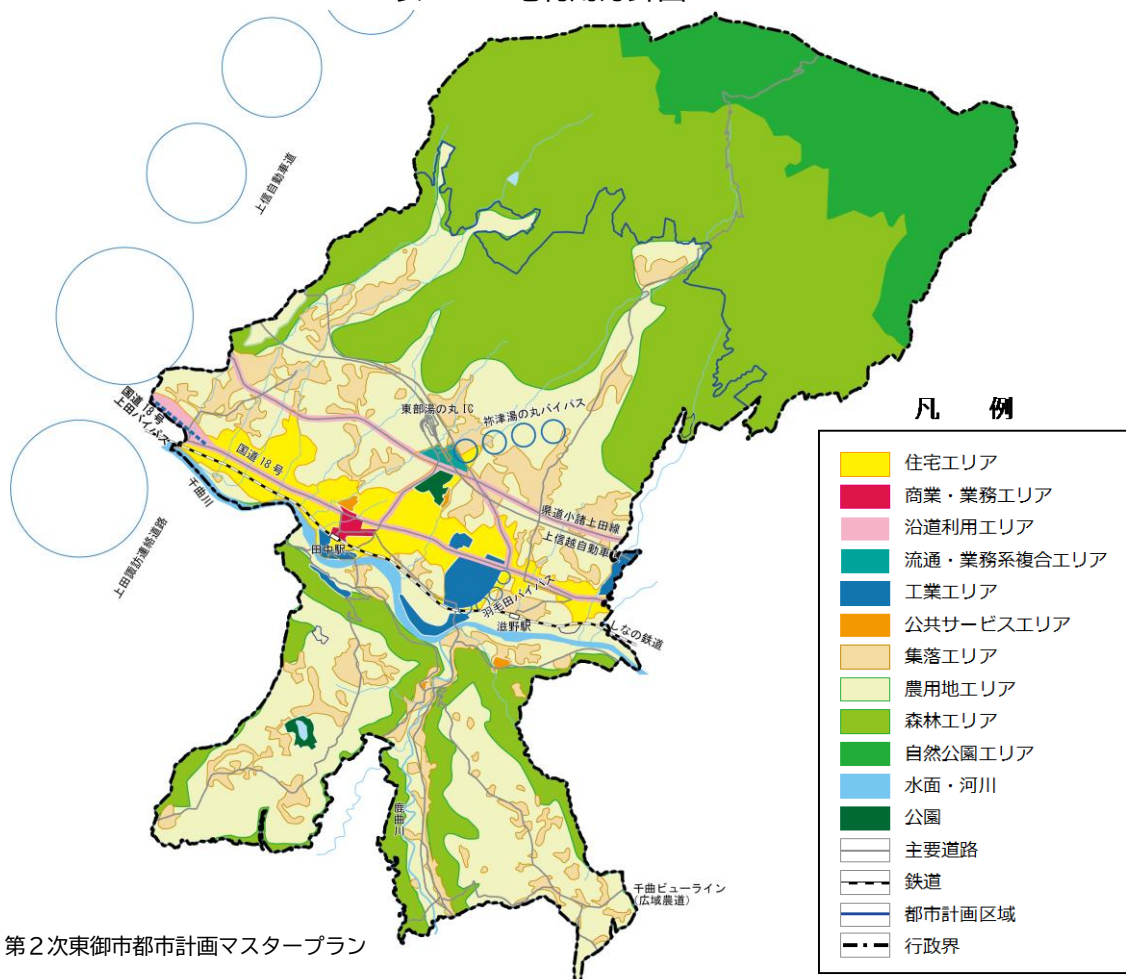 上信自動車道
国道18号
上田バイパス
千曲川
上田諏訪連絡道路
国道18号
東部湯の丸IC
祢津湯の丸バイパス
県道小諸上田線
上信越自動車
田中駅
羽毛田バイパス
滋野駅
しなの鉄道
鹿曲川
千曲ビューライン
(広域農道)
凡 例
住宅エリア
商業・業務エリア
沿道利用エリア
流通・業務系複合エリア
工業エリア
公共サービスエリア
集落エリア
農用地エリア
森林エリア
自然公園エリア
水面・河川
公園
主要道路
鉄道
都市計画区域
行政界
第2次東御市都市計画マスタープラン